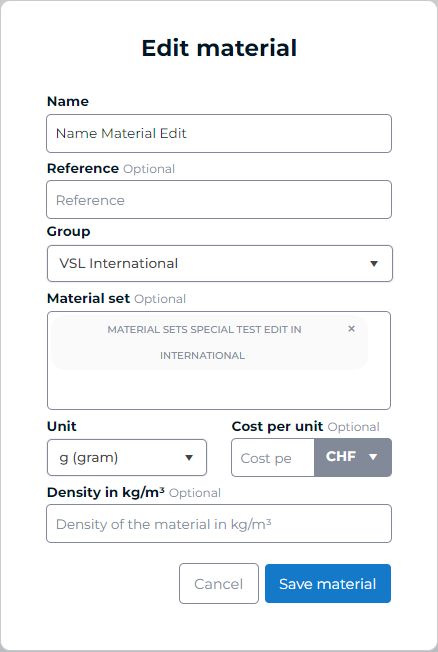 Edit material
Name
Name Material Edit
Reference Optional
Reference
Group
VSL International
Material set Optional
MATERIAL SETS SPECIAL TEST EDIT IN ×
INTERNATIONAL
Unit Cost per unit Optional
g (gram) Cost pe CHF
Density in kg/m³ Optional
Density of the material in kg/m³
Cancel Save material